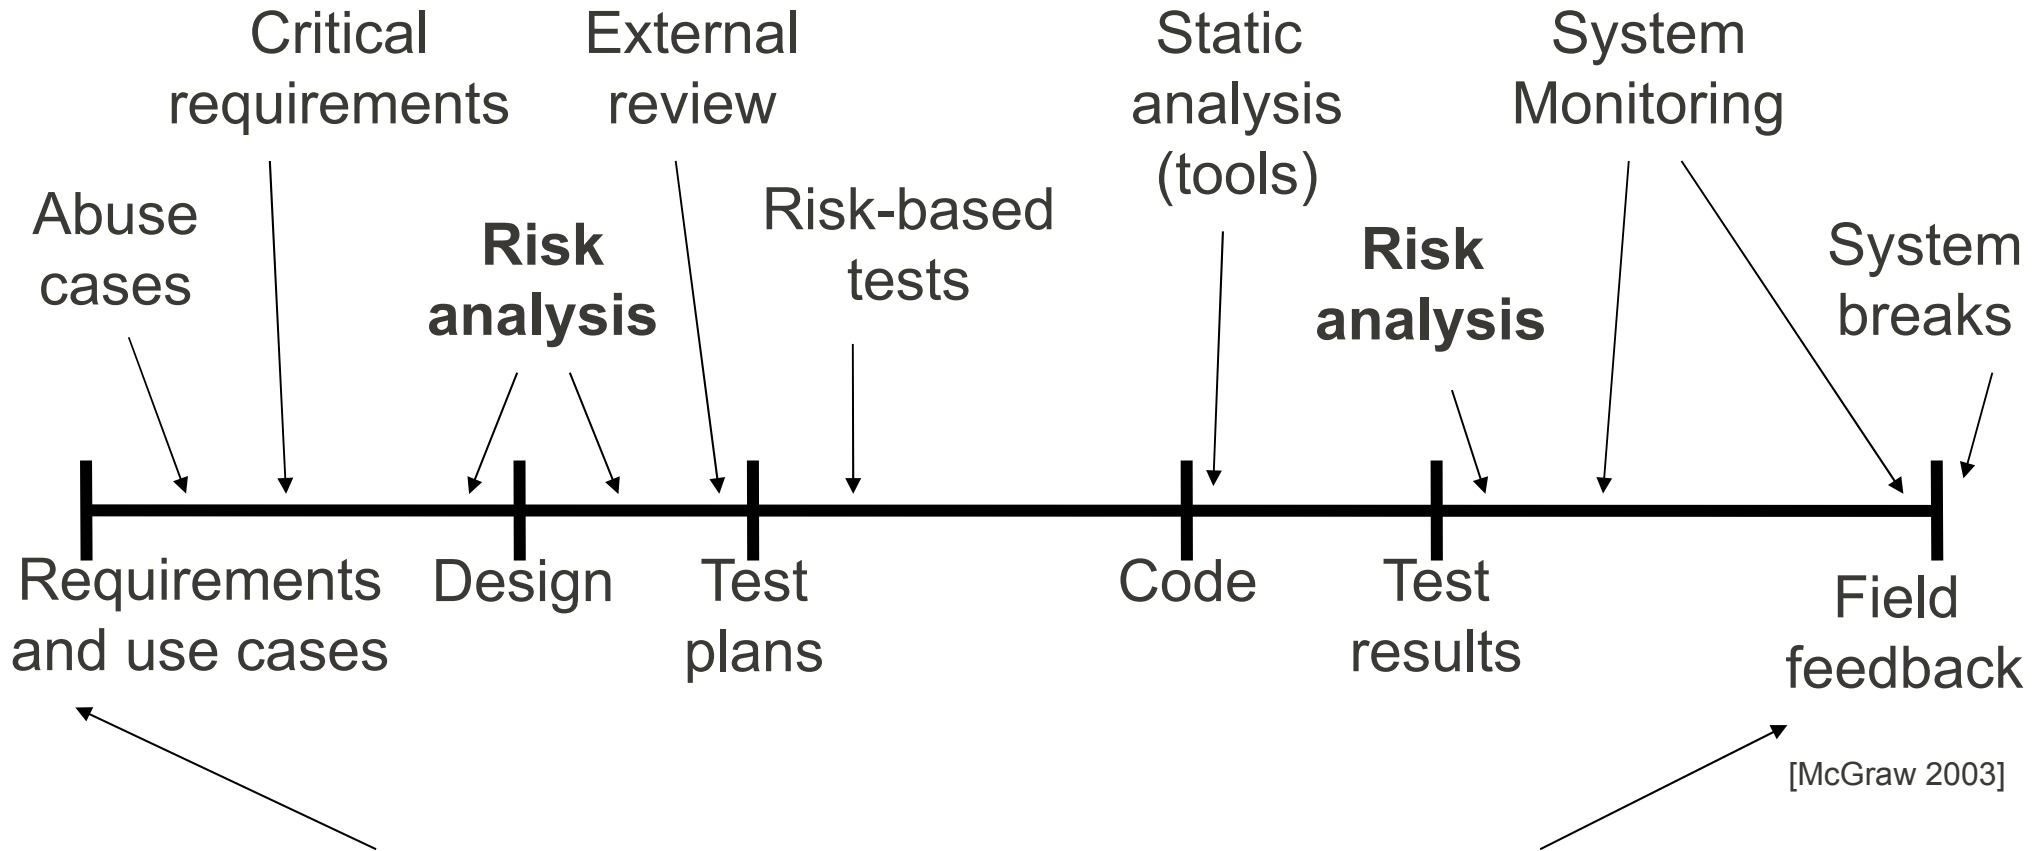 Critical
requirements
External
review
Static
analysis
(tools)
System
Monitoring
Abuse
cases
Risk
analysis
Risk-based
tests
Risk
analysis
System
breaks
Requirements
and use cases
Design
Test
plans
Code
Test
results
Field
feedback
[McGraw 2003]